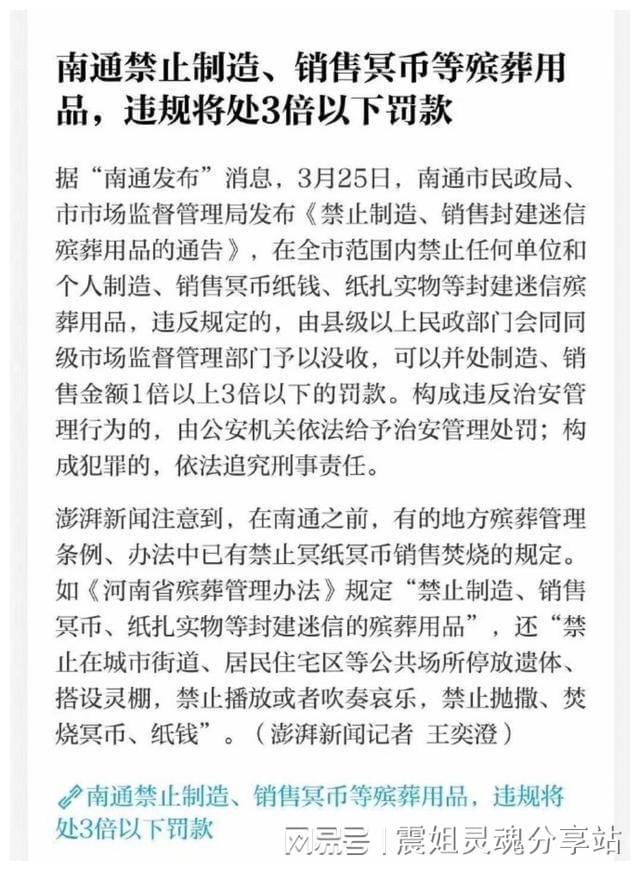 南通禁止制造、销售冥币等殡葬用
品，违规将处3倍以下罚款
据“南通发布”消息，3月25日，南通市民政局、
市市场监督管理局发布《禁止制造、销售封建迷信
殡葬用品的通告》，在全市范围内禁止任何单位和
个人制造、销售冥币纸钱、纸扎实物等封建迷信殡
葬用品，违反规定的，由县级以上民政部门会同同
级市场监督管理部门予以没收，可以并处制造、销
售金额1倍以上3倍以下的罚款。构成违反治安管
理行为的，由公安机关依法给予治安管理处罚；构
成犯罪的，依法追究刑事责任。
澎湃新闻注意到，在南通之前，有的地方殡葬管理
条例、办法中已有禁止冥纸冥币销售焚烧的规定。
如《河南省殡葬管理办法》规定“禁止制造、销售
冥币、纸扎实物等封建迷信的殡葬用品”，还“禁
止在城市街道、居民住宅区等公共场所停放遗体、
搭设灵棚，禁止播放或者吹奏哀乐，禁止抛撒、焚
烧冥币、纸钱”。（澎湃新闻记者 王奕澄）
南通禁止制造、销售冥币等殡葬用品，违规将
处3倍以下罚款
网易号 | 震姐灵魂分享站